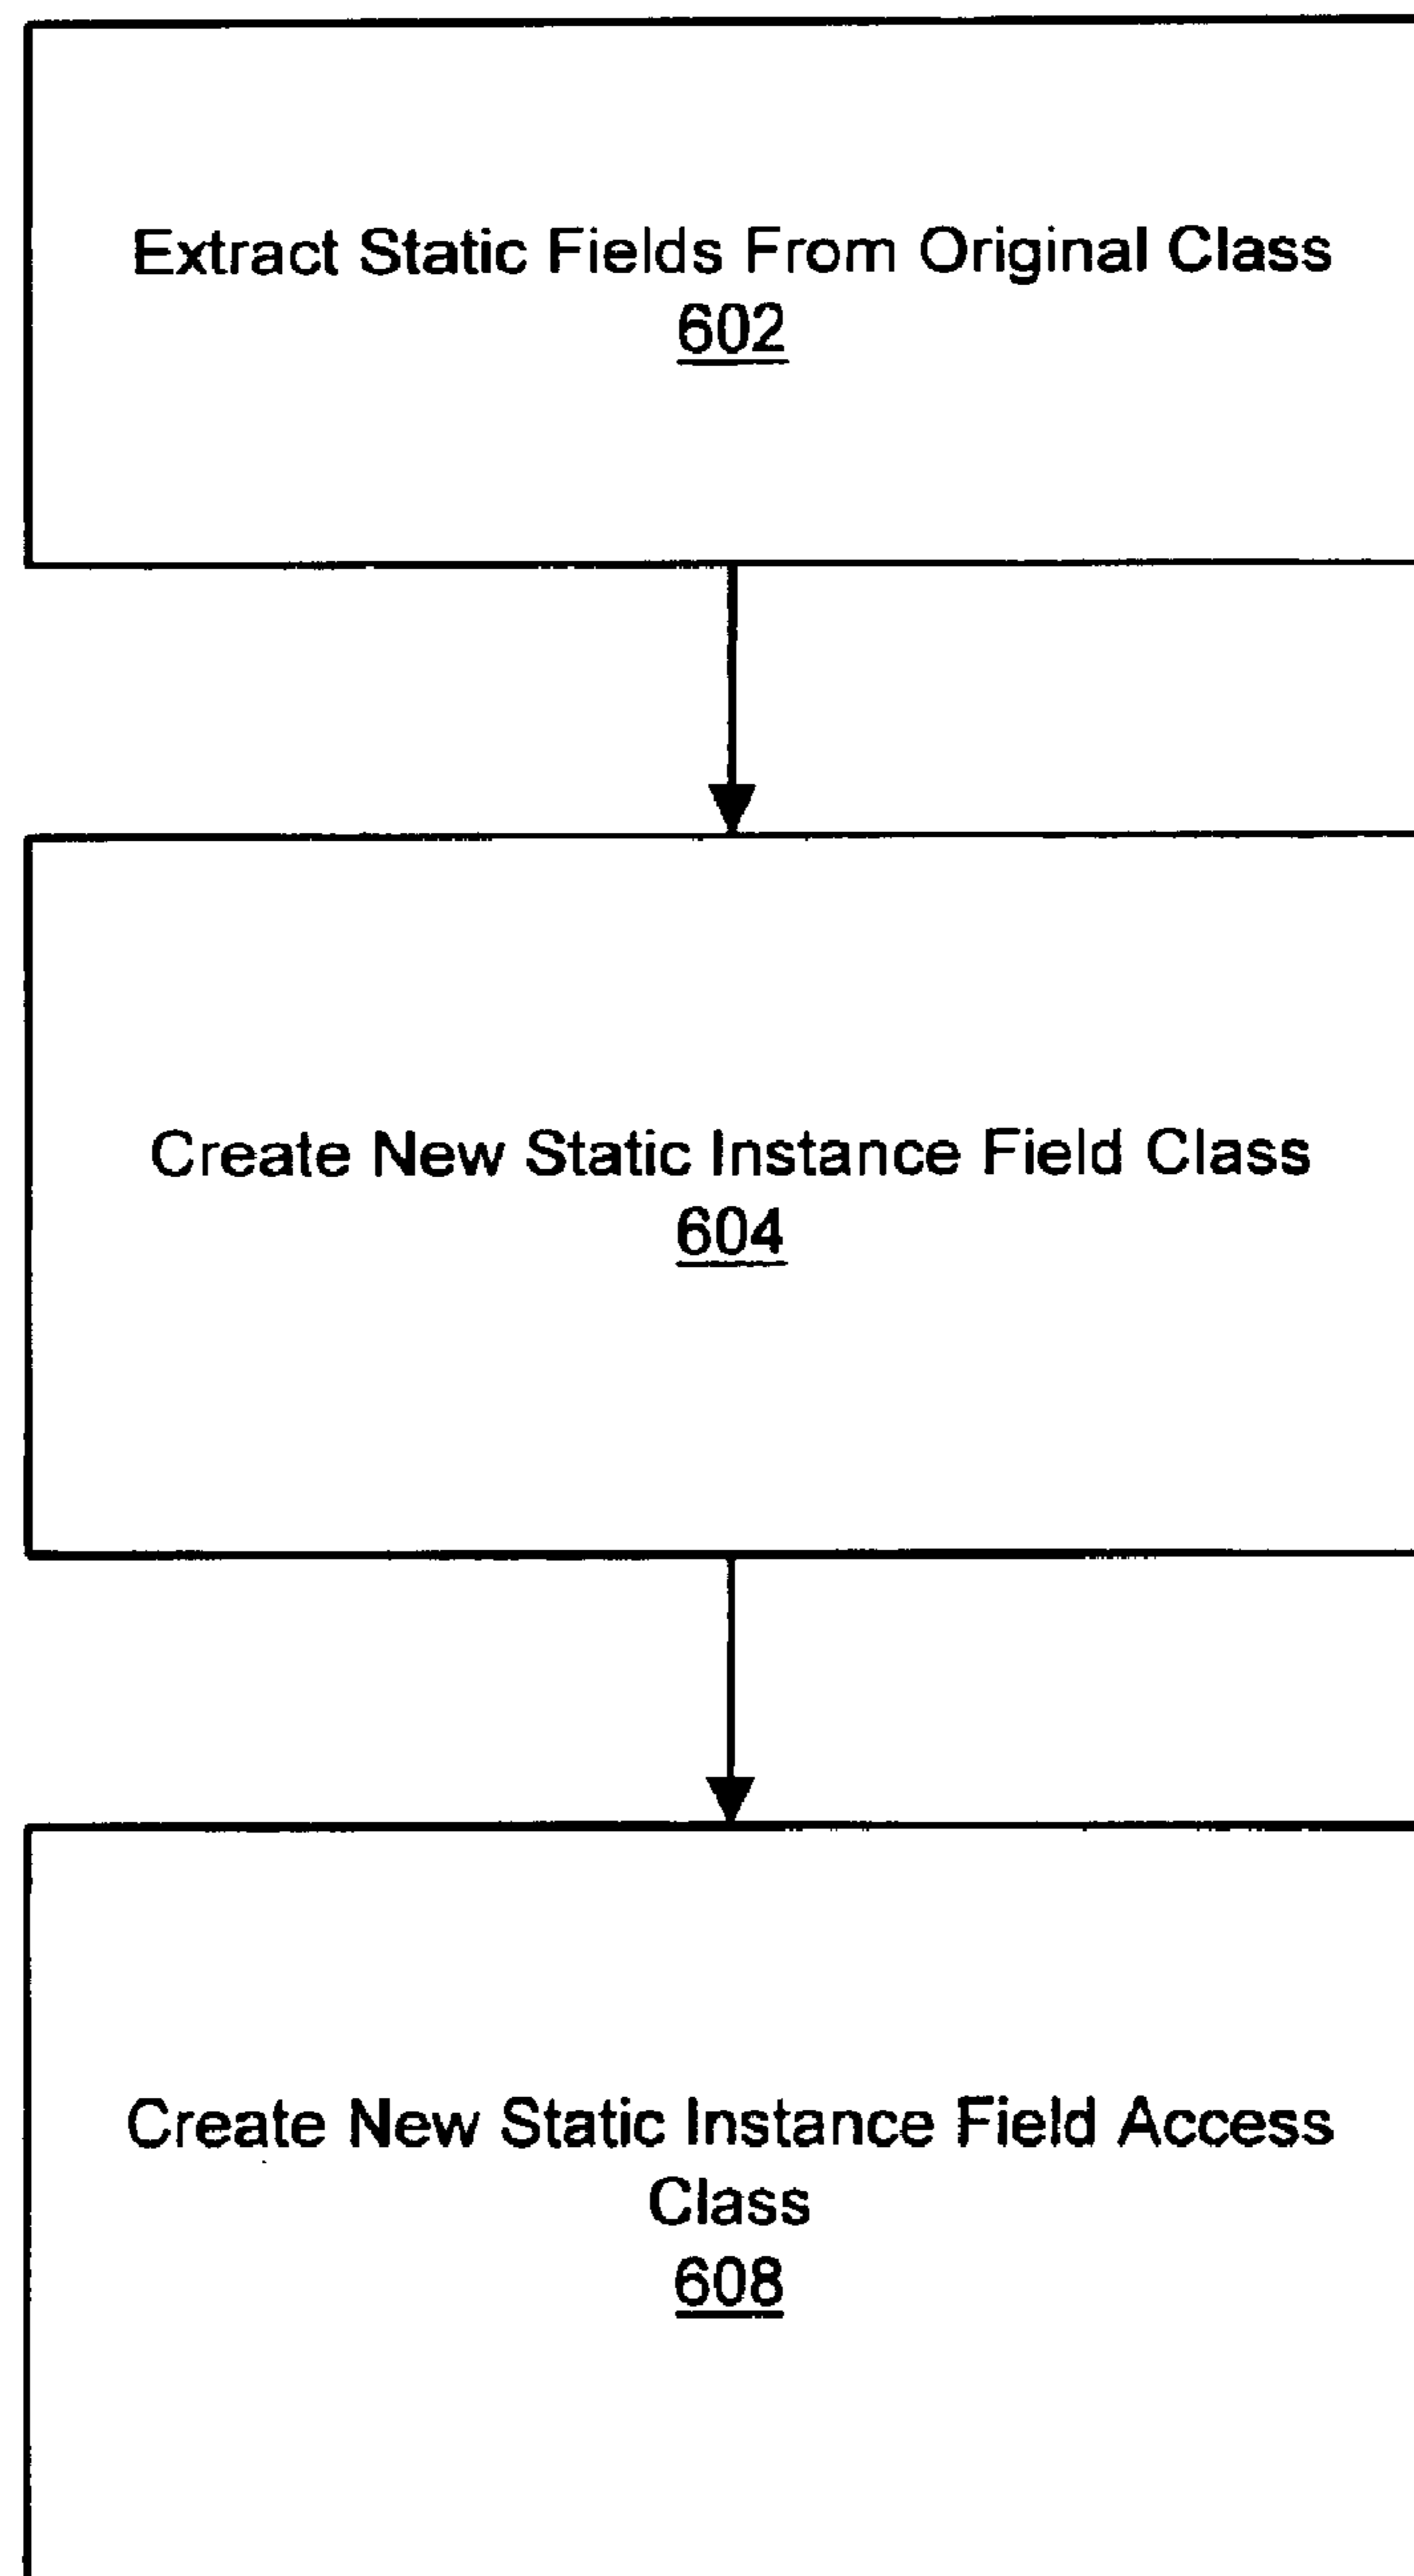 Extract Static Fields From Original Class
602
Create New Static Instance Field Class
604
Create New Static Instance Field Access
Class
608